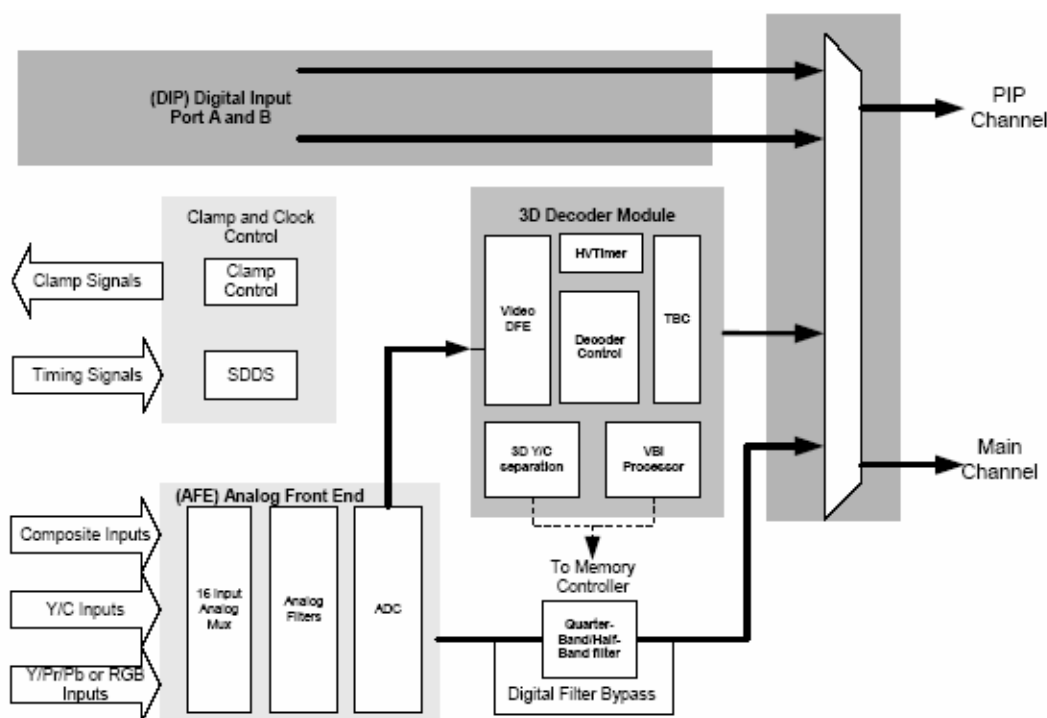 (DIP) Digital Input
Port A and B
PIP
Channel
Clamp and Clock
Control
Clamp Signals
Clamp
Control
Timing Signals
SDDS
3D Decoder Module
HVTimer
Video
DFE
Decoder
Control
TBC
3D Y/C
separation
VBI
Processor
Main
Channel
(AFE) Analog Front End
Composite Inputs
Y/C Inputs
Y/Pr/Pb or RGB
Inputs
16 Input
Analog
Mux
Analog
Filters
ADC
To Memory
Controller
Quarter-
Band/Half-
Band filter
Digital Filter Bypass